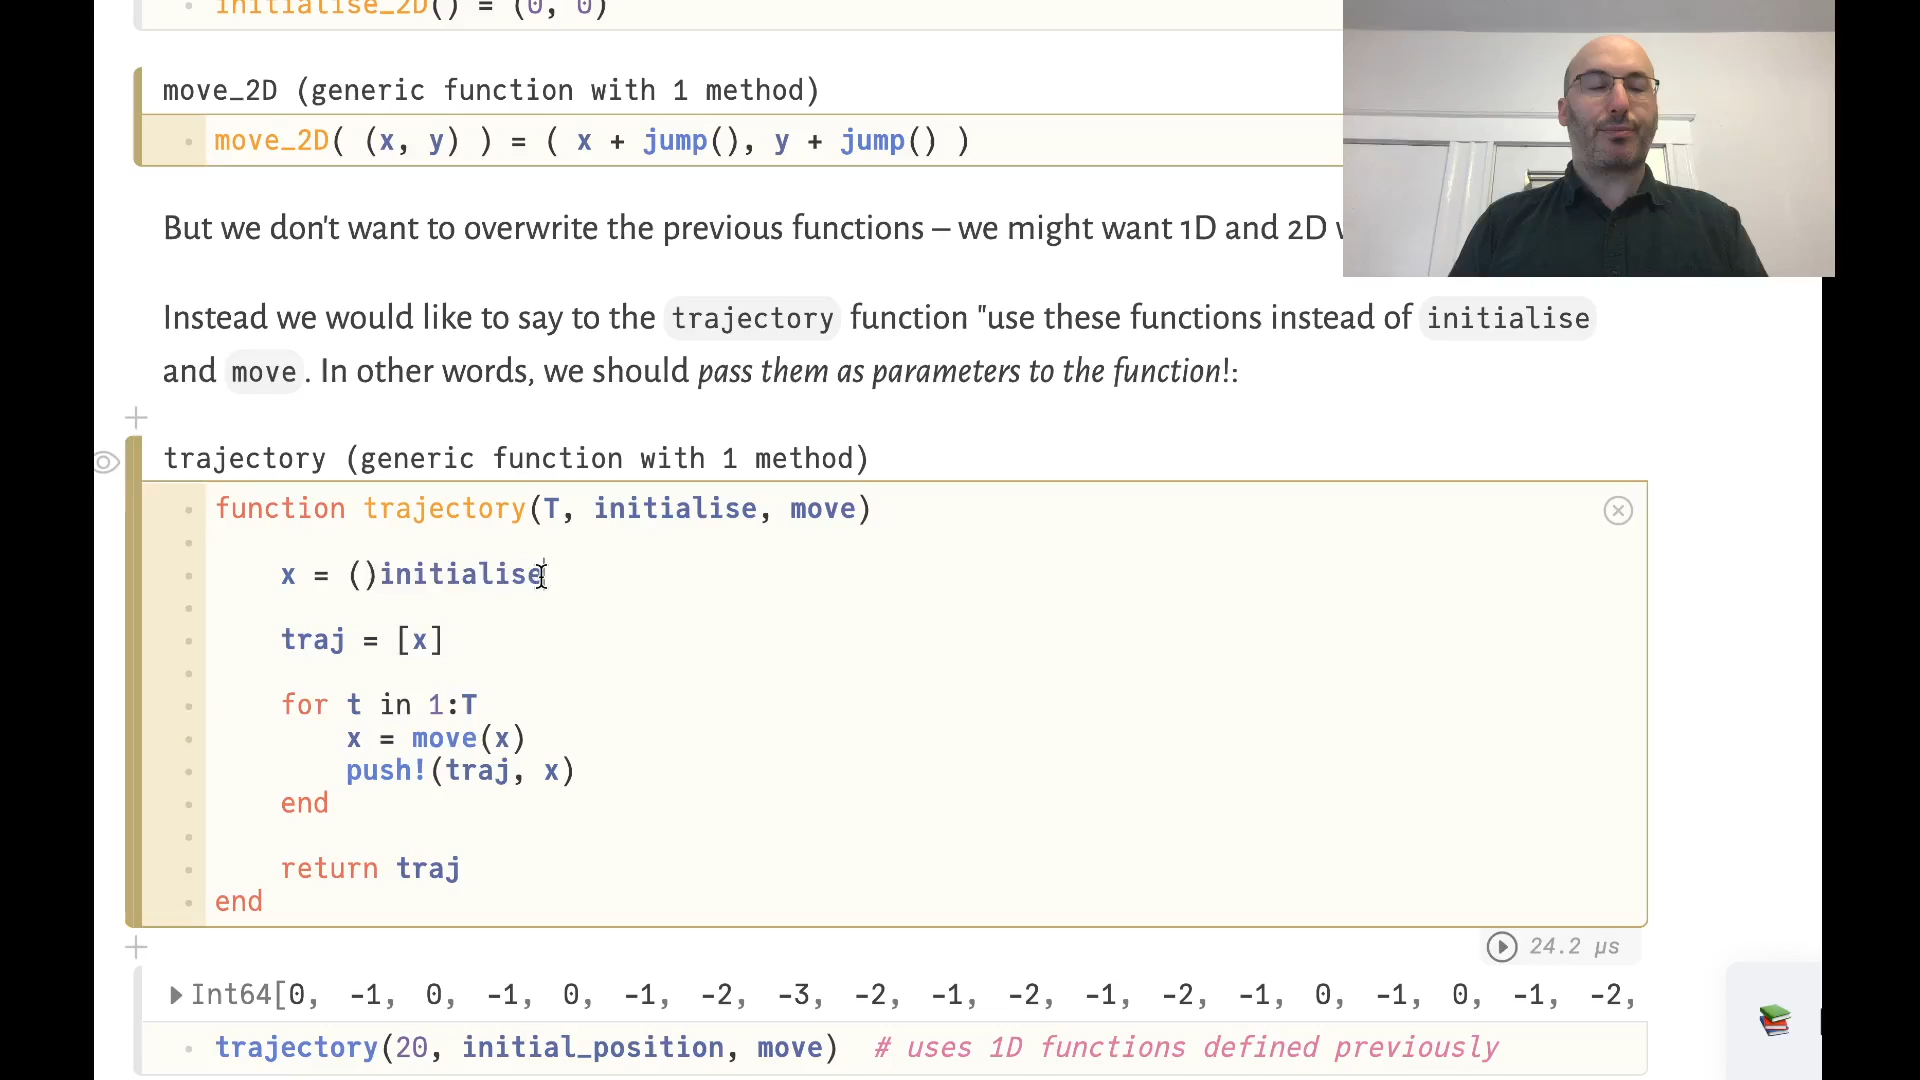 initialise_2D() = (0, 0)
move_2D (generic function with 1 method)
move_2D( (x, y) ) = ( x + jump(), y + jump() )
But we don't want to overwrite the previous functions – we might want 1D and 2D
Instead we would like to say to the trajectory function "use these functions instead of initialise
and move . In other words, we should pass them as parameters to the function!:
trajectory (generic function with 1 method)
function trajectory(T, initialise, move)
x = ()initialise
traj = [x]
for t in 1:T
x = move(x)
push!(traj, x)
end
return traj
end
24.2 μs
Int64[0, -1, 0, -1, 0, -1, -2, -3, -2, -1, -2, -1, -2, -1, 0, -1, 0, -1, -2,
trajectory(20, initial_position, move) # uses 1D functions defined previously